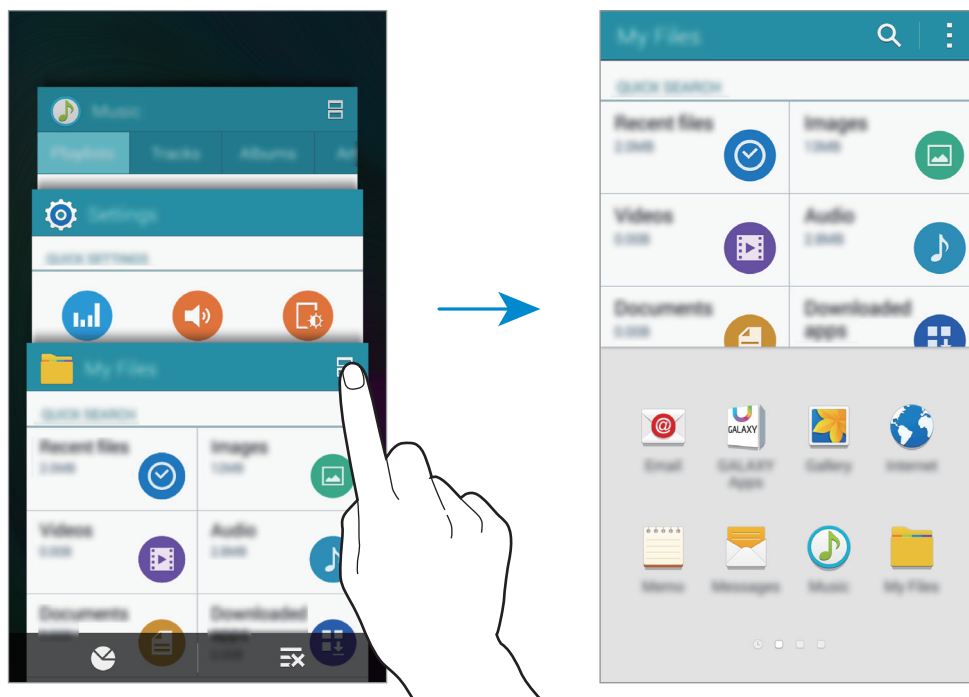 Music
Playlists Tracks Albums
Settings
QUICK SETTINGS
My Files
QUICK SEARCH
Recent files Images
Videos Audio
Documents Downloaded
My Files
QUICK SEARCH
Recent files Images
Videos Audio
Documents Downloaded
apps
@
GALAXY
Email GALAXY Gallery Internet
Apps
Memo Messages Music My Files